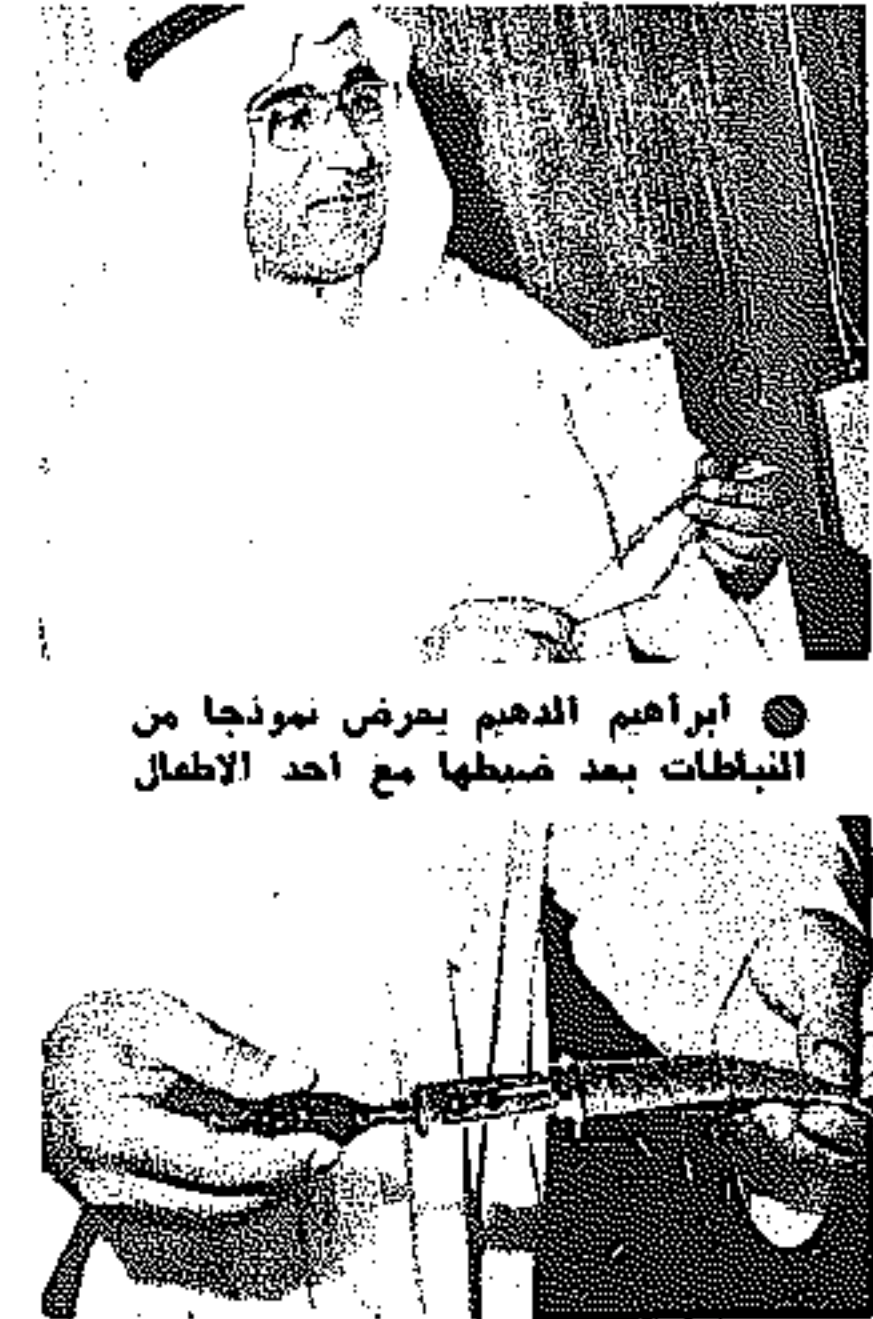 ● ابراهيم الدهيم يعرض نموذجا من
النباطات بعد ضبطها مع احد الاطفال